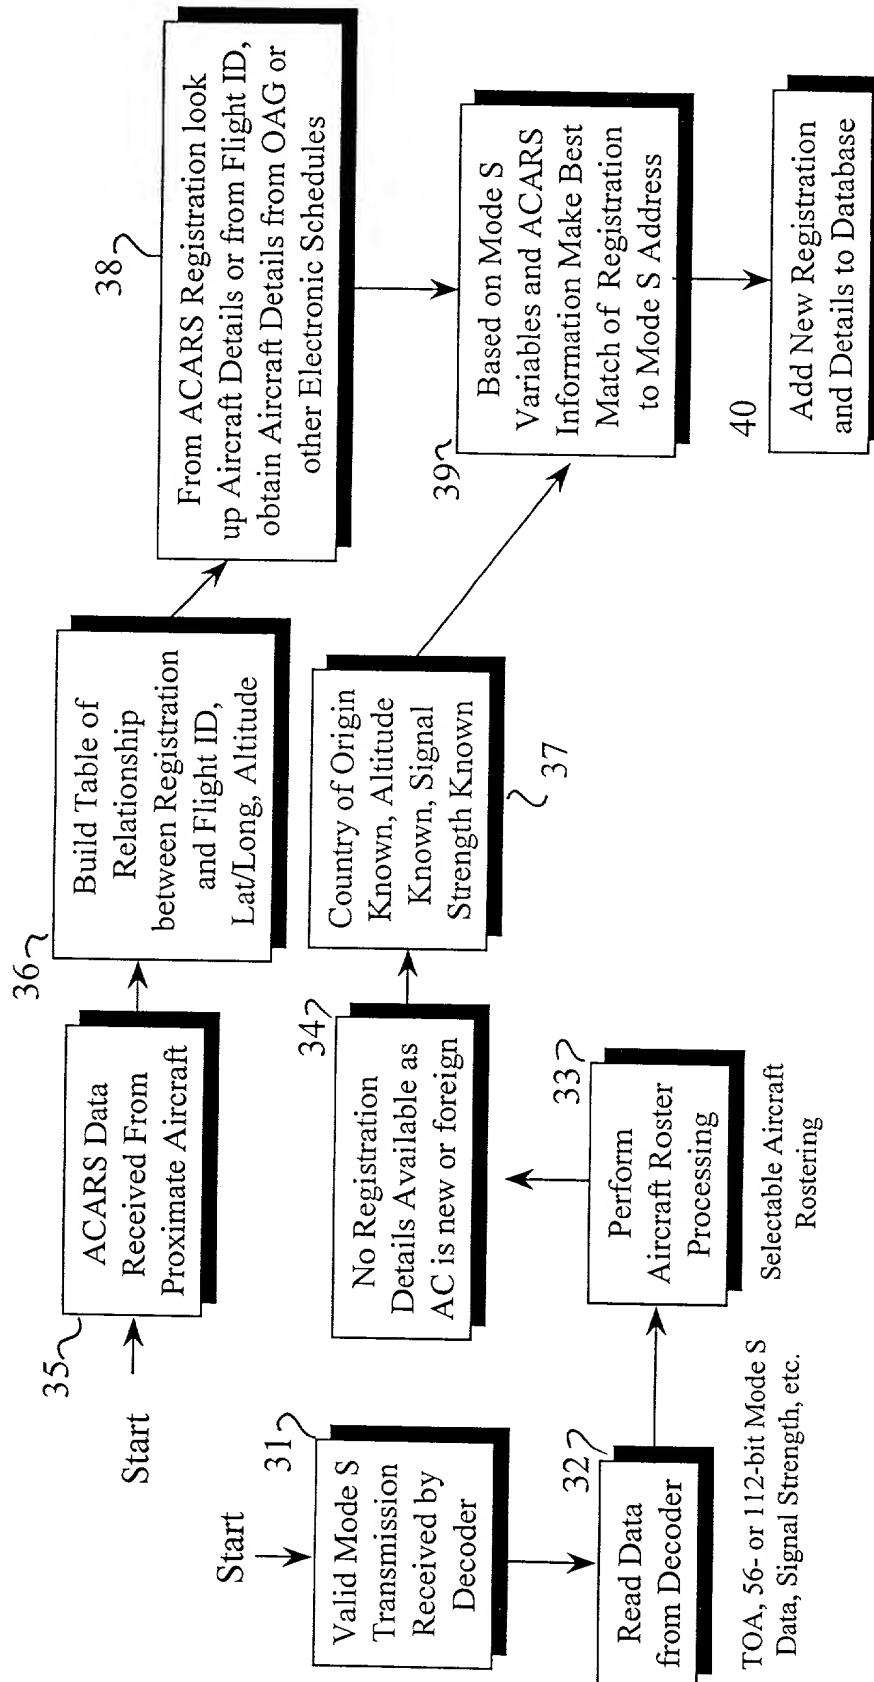 Start
35
ACARS Data
Received From
Proximate Aircraft
36
Build Table of
Relationship
between Registration
and Flight ID,
Lat/Long, Altitude
38
From ACARS Registration look
up Aircraft Details or from Flight ID,
obtain Aircraft Details from OAG or
other Electronic Schedules
Start
31
Valid Mode S
Transmission
Received by
Decoder
32
Read Data
from Decoder
TOA, 56- or 112-bit Mode S
Data, Signal Strength, etc.
33
Perform
Aircraft Roster
Processing
Selectable Aircraft
Rostering
34
No Registration
Details Available as
AC is new or foreign
37
Country of Origin
Known, Altitude
Known, Signal
Strength Known
39
Based on Mode S
Variables and ACARS
Information Make Best
Match of Registration
to Mode S Address
40
Add New Registration
and Details to Database